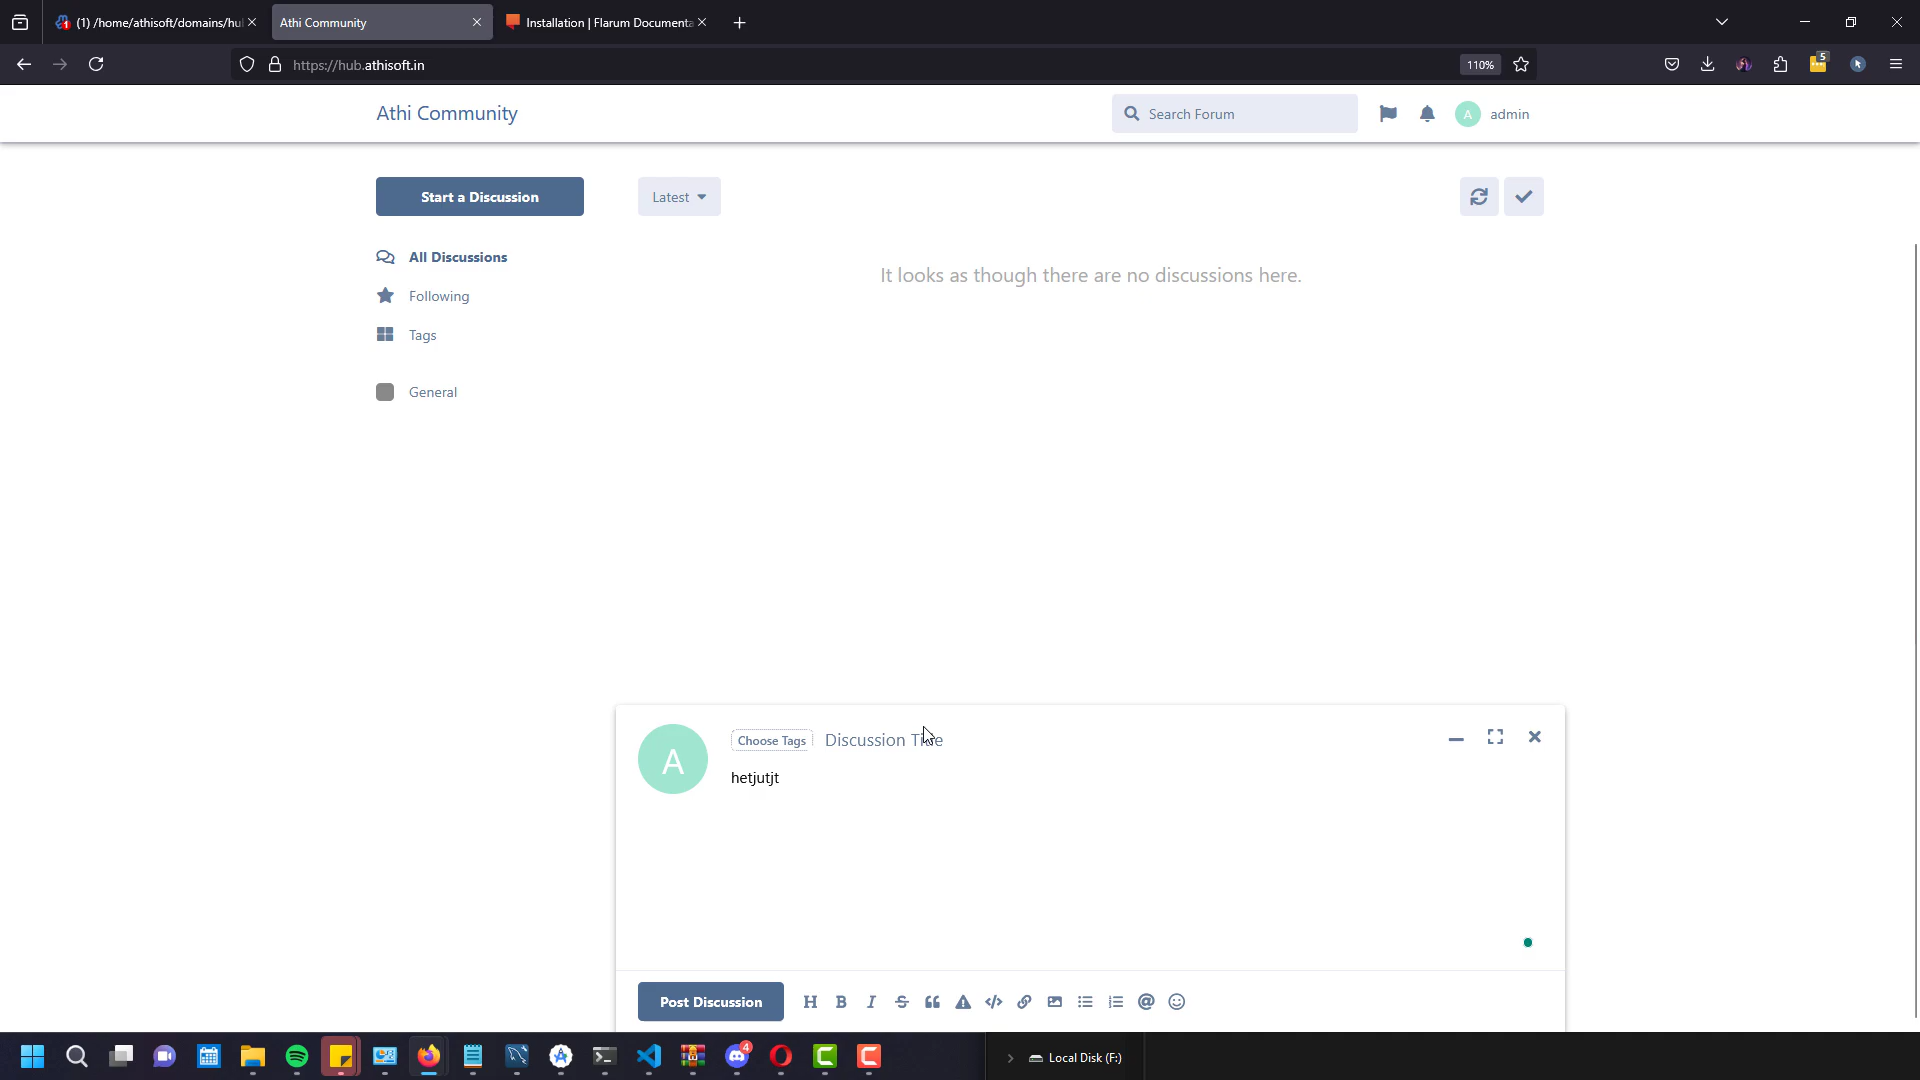 (1) /home/athisoft/domains/hu
Athi Community
Installation | Flarum Documenta
https://hub.athisoft.in
110%
5
Athi Community
Search Forum
A
admin
Start a Discussion
Latest
All Discussions
It looks as though there are no discussions here.
Following
Tags
General
A
Choose Tags
Discussion Title
hetjutjt
Post Discussion
H B I S
4
Local Disk (F:)